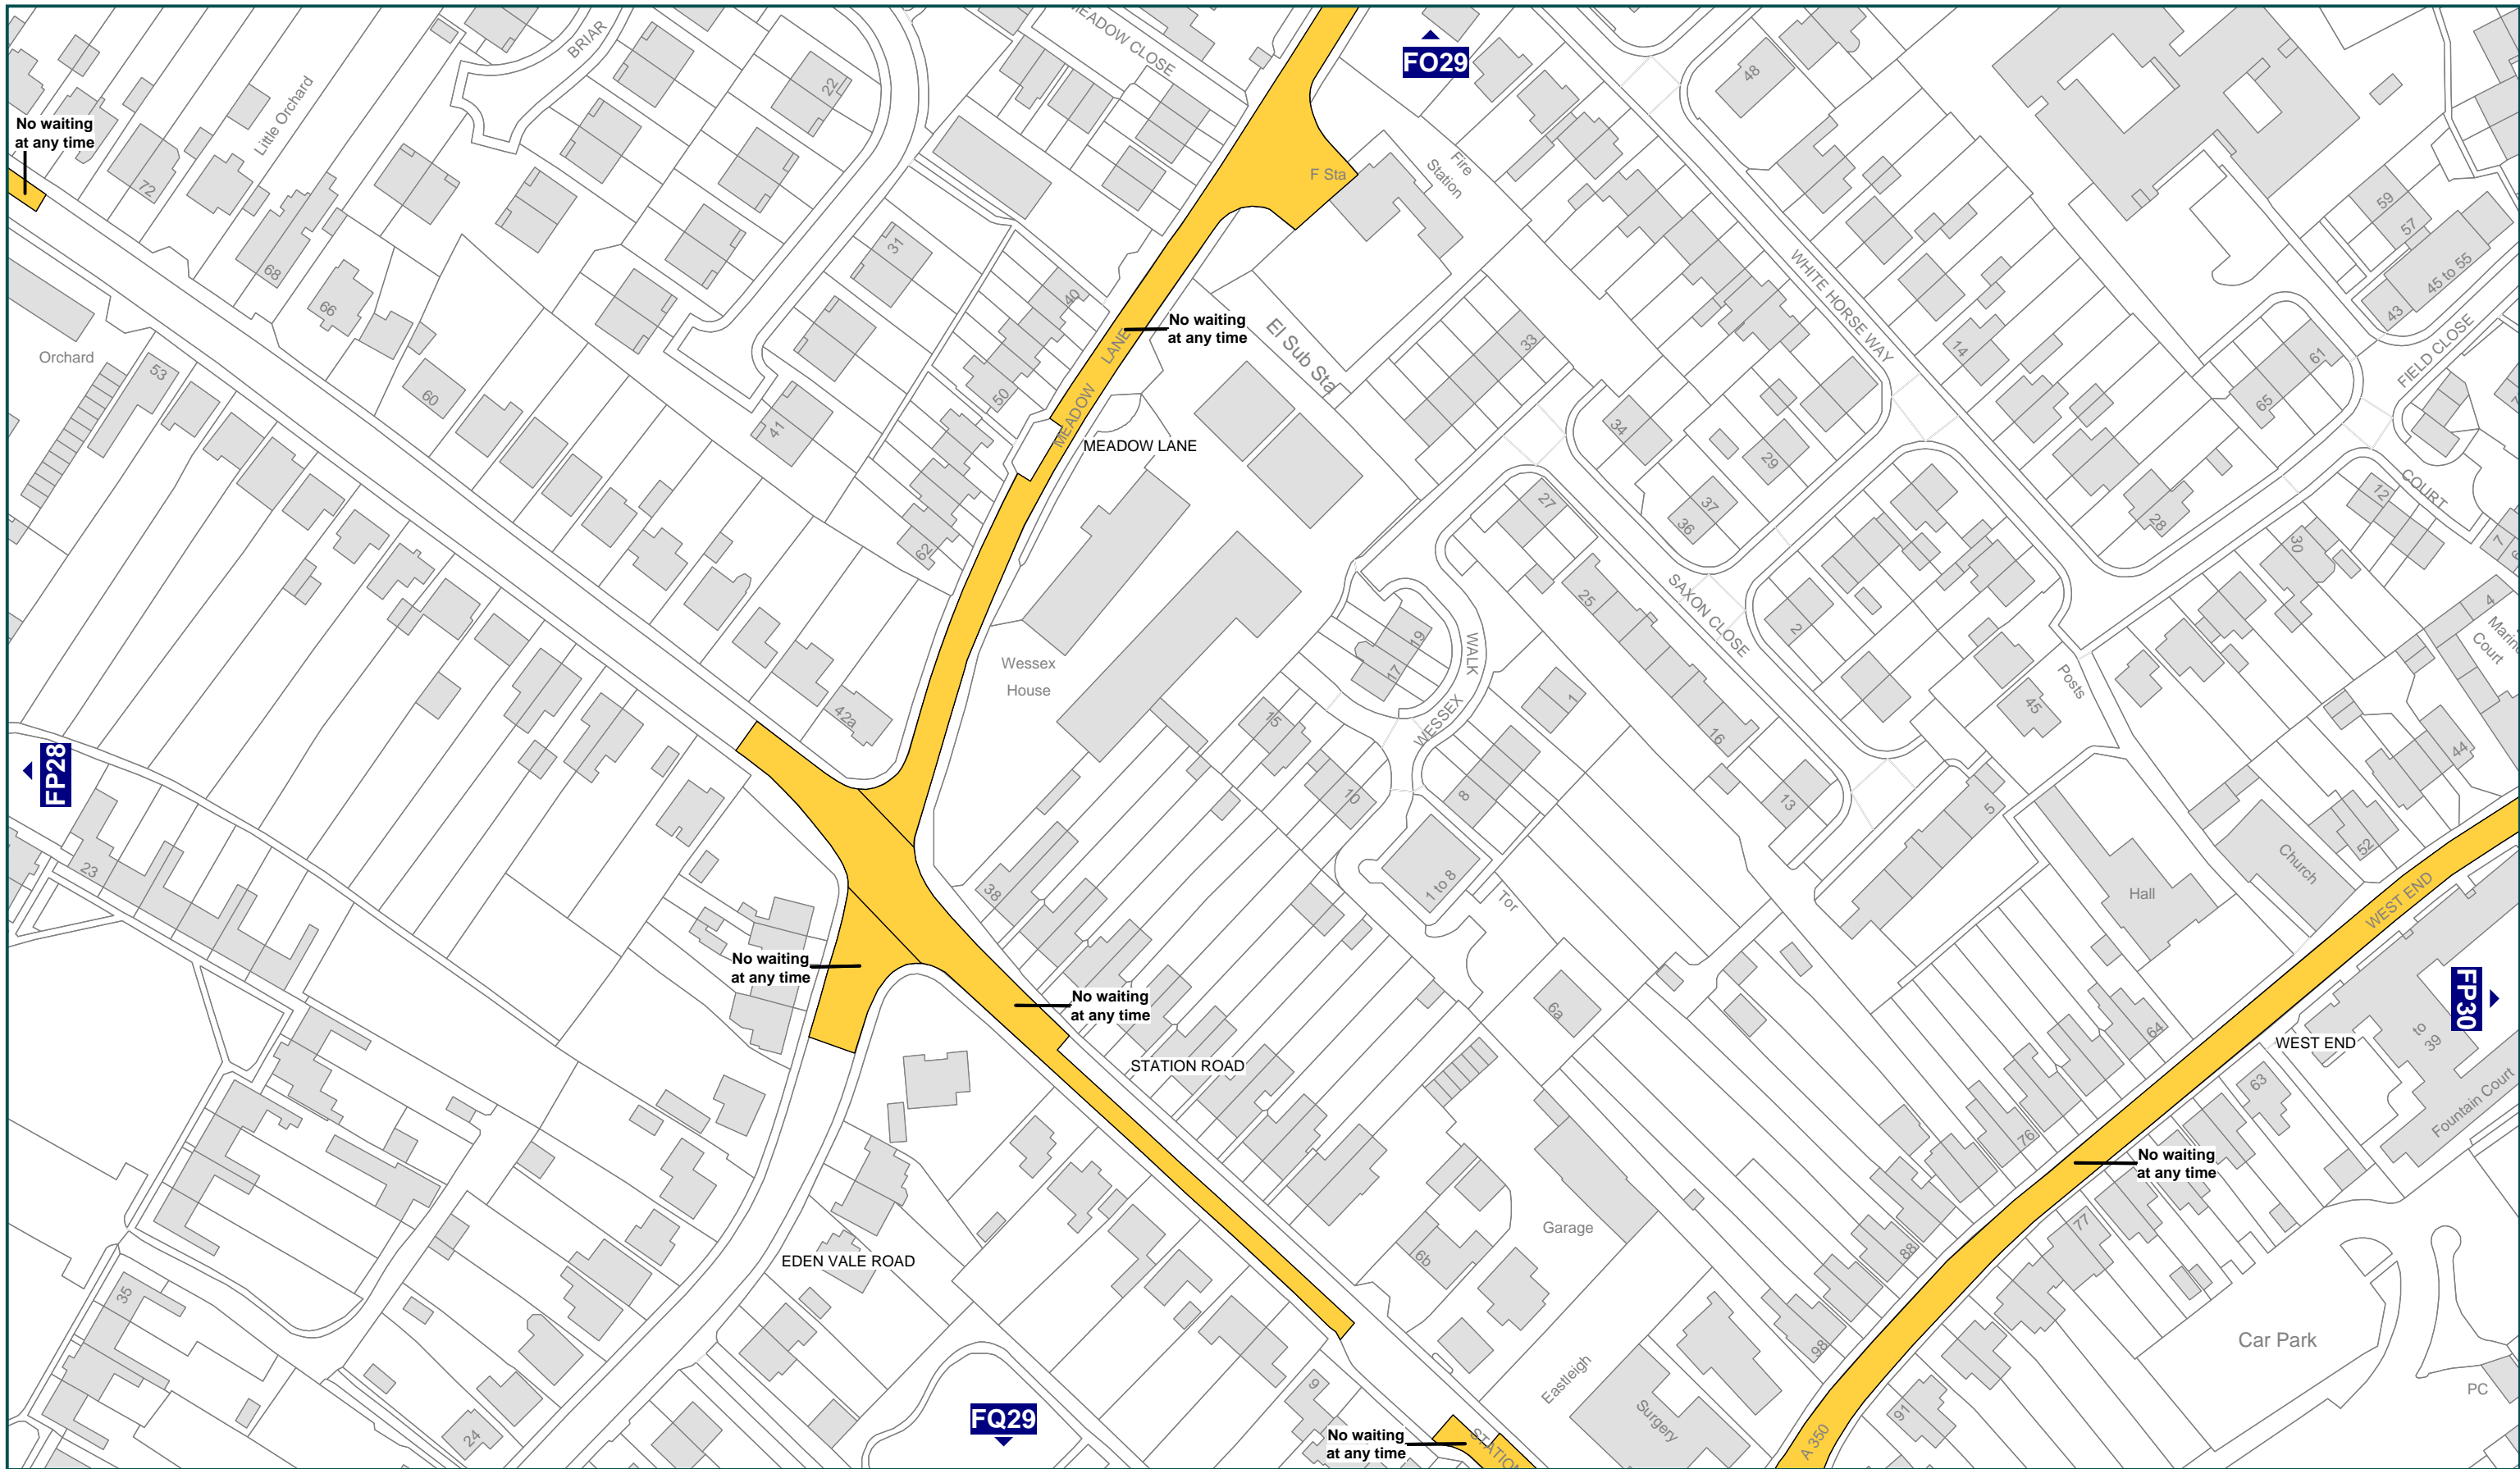 MEADOW CLOSE
BRIAR
FO29
22
48
No waiting
at any time
Little Orchard
72
68
66
F Sta
Fire
Station
59
57
45 to 55
43
31
40
50
No waiting
at any time
MEADOW LANE
El Sub Sta
33
WHITE HORSE WAY
14
61
65
FIELD CLOSE
Orchard
53
60
41
MEADOW LANE
34
29
37
36
27
28
12
COURT
30
7
62
25
SAXON CLOSE
2
4
Court
Wessex
House
19
17
WALK
WESSEX
1
Posts
45
42a
15
10
8
16
13
5
44
FP28
23
38
1 to 8
Tor
Hall
Church
52
WEST END
No waiting
at any time
No waiting
at any time
6a
64
FP30
to
39
WEST END
STATION ROAD
63
Fountain Court
76
No waiting
at any time
77
Garage
88
6b
EDEN VALE ROAD
35
98
Car Park
PC
9
Eastleigh
Surgery
91
FQ29
24
No waiting
at any time
A 350